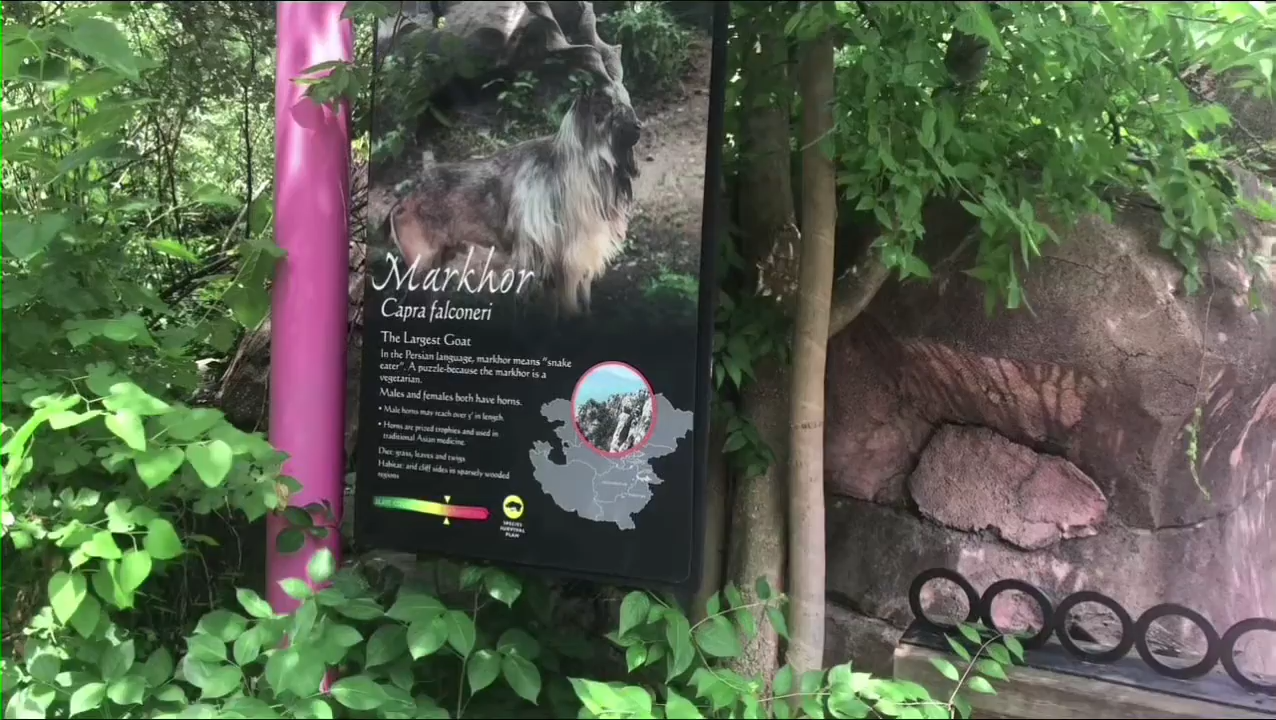 Markhor
Capra falconeri
The Largest Goat
In the Persian language, markhor means "snake
eater". A puzzle-because the markhor is a
vegetarian.
Males and females both have horns.
• Male horns may reach over 5' in length.
• Horns are prized trophies and used in
traditional Asian medicine.
Diet: grass, leaves and twigs
Habitat: arid cliff sides in sparsely wooded
regions
SPECIES
SURVIVAL
PLAN